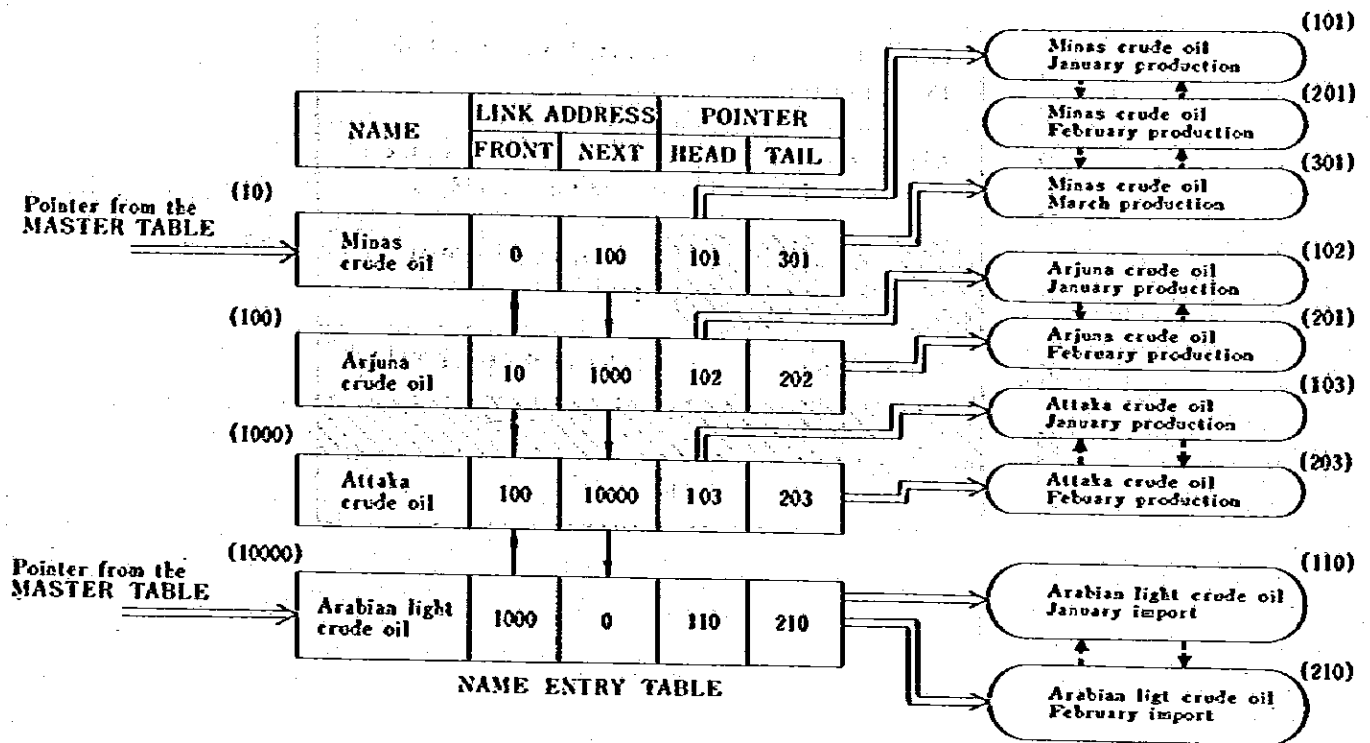 NAME
LINK ADDRESS
POINTER
FRONT
NEXT
HEAD
TAIL
Pointer from the
MASTER TABLE
(10)
Minas
crude oil
0
100
101
301
(100)
Arjuna
crude oil
10
1000
102
202
(1000)
Attaka
crude oil
100
10000
103
203
Pointer from the
MASTER TABLE
(10000)
Arabian light
crude oil
1000
0
110
210
NAME ENTRY TABLE
(101)
Minas crude oil
January production
(201)
Minas crude oil
February production
(301)
Minas crude oil
March production
(102)
Arjuna crude oil
January production
(201)
Arjuna crude oil
February production
(103)
Attaka crude oil
January production
(203)
Attaka crude oil
Febuary production
(110)
Arabian light crude oil
January import
(210)
Arabian ligt crude oil
February import